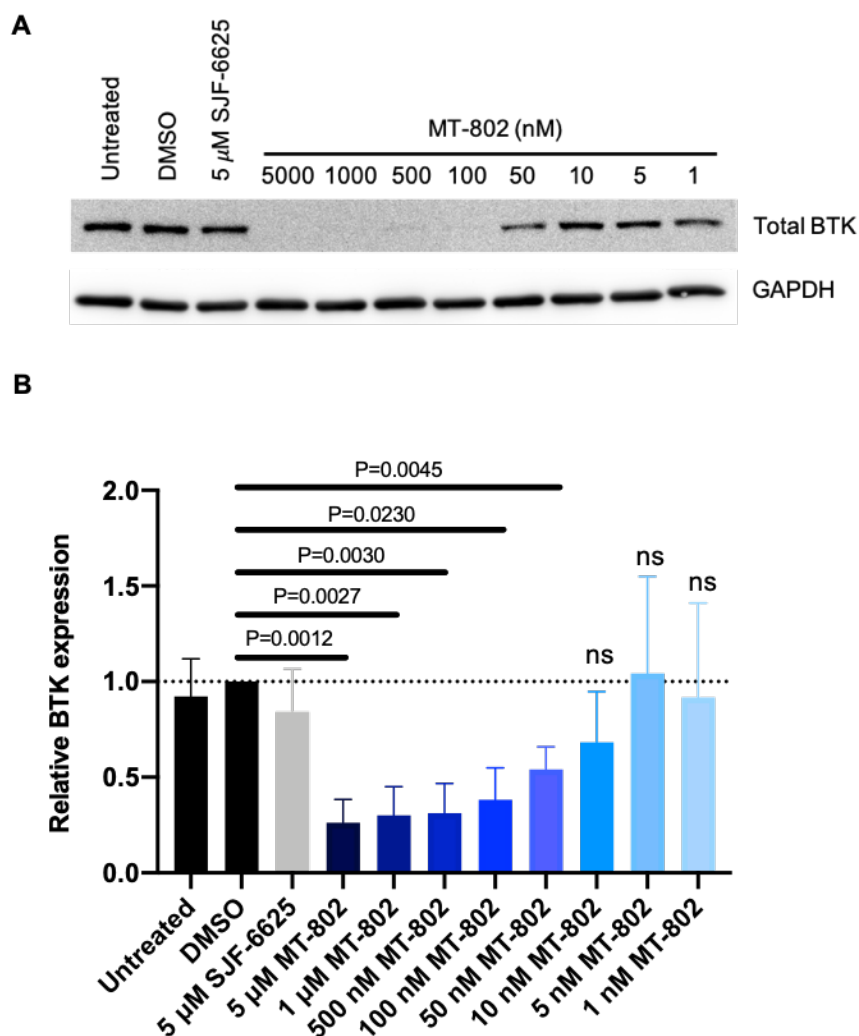 A
Untreated
DMSO
5 μM SJF-6625
MT-802 (nM)
5000 1000 500 100 50 10 5 1
Total BTK
GAPDH
B
P=0.0045
P=0.0230
P=0.0030
P=0.0027
P=0.0012
ns
ns
ns
Relative BTK expression
2.0
1.5
1.0
0.5
0.0
Untreated
DMSO
5 μM SJF-6625
5 μM MT-802
1 μM MT-802
500 nM MT-802
100 nM MT-802
50 nM MT-802
10 nM MT-802
5 nM MT-802
1 nM MT-802